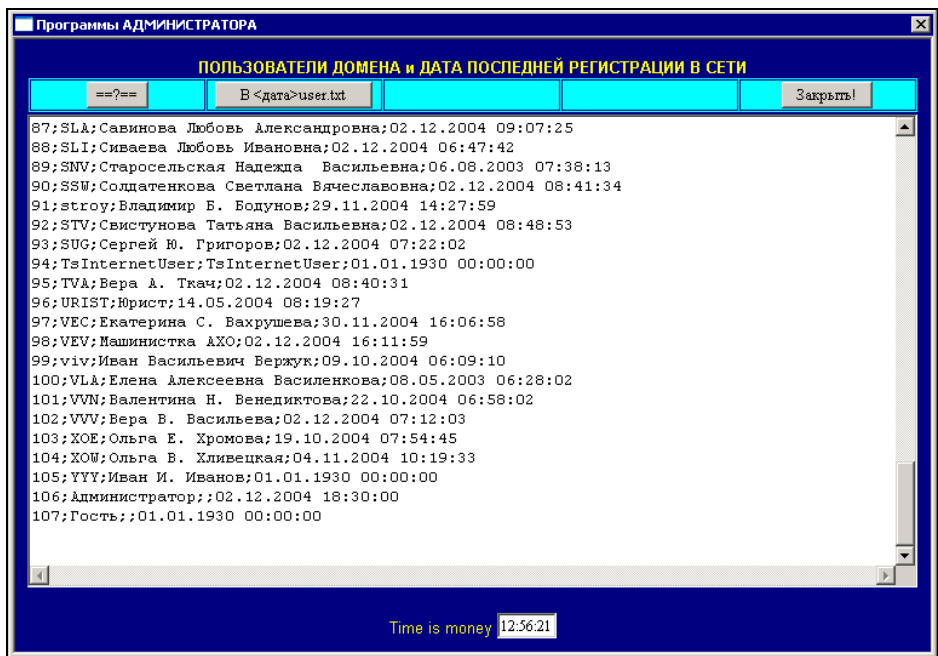 Программы АДМИНИСТРАТОРА
ПОЛЬЗОВАТЕЛИ ДОМЕНА и ДАТА ПОСЛЕДНЕЙ РЕГИСТРАЦИИ В СЕТИ
==?== В <дата>user.txt Закрыть!
87;SLA;Савинова Любовь Александровна;02.12.2004 09:07:25
88;SLI;Сиваева Любовь Ивановна;02.12.2004 06:47:42
89;SNV;Старосельская Надежда  Васильевна;06.08.2003 07:38:13
90;SSW;Солдатенкова Светлана Вячеславовна;02.12.2004 08:41:34
91;stroy;Владимир Б. Бодунов;29.11.2004 14:27:59
92;STV;Свистунова Татьяна Васильевна;02.12.2004 08:48:53
93;SUG;Сергей Ю. Григоров;02.12.2004 07:22:02
94;TsInternetUser;TsInternetUser;01.01.1930 00:00:00
95;TVA;Вера А. Ткач;02.12.2004 08:40:31
96;URIST;Юрист;14.05.2004 08:19:27
97;VEC;Екатерина С. Вахрушева;30.11.2004 16:06:58
98;VEV;Машинистка АХО;02.12.2004 16:11:59
99;viv;Иван Васильевич Вержук;09.10.2004 06:09:10
100;VLA;Елена Алексеевна Василенкова;08.05.2003 06:28:02
101;VVN;Валентина Н. Венедиктова;22.10.2004 06:58:02
102;VVV;Вера В. Васильева;02.12.2004 07:12:03
103;XOE;Ольга Е. Хромова;19.10.2004 07:54:45
104;XOW;Ольга В. Хливецкая;04.11.2004 10:19:33
105;YYY;Иван И. Иванов;01.01.1930 00:00:00
106;Администратор;;02.12.2004 18:30:00
107;Гость;;01.01.1930 00:00:00
Time is money 12:56:21